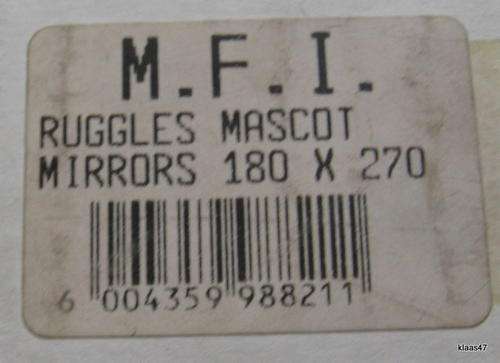 M.F.I.
RUGGLES MASCOT
MIRRORS 180 X 270
6 004359 988211
klaas47